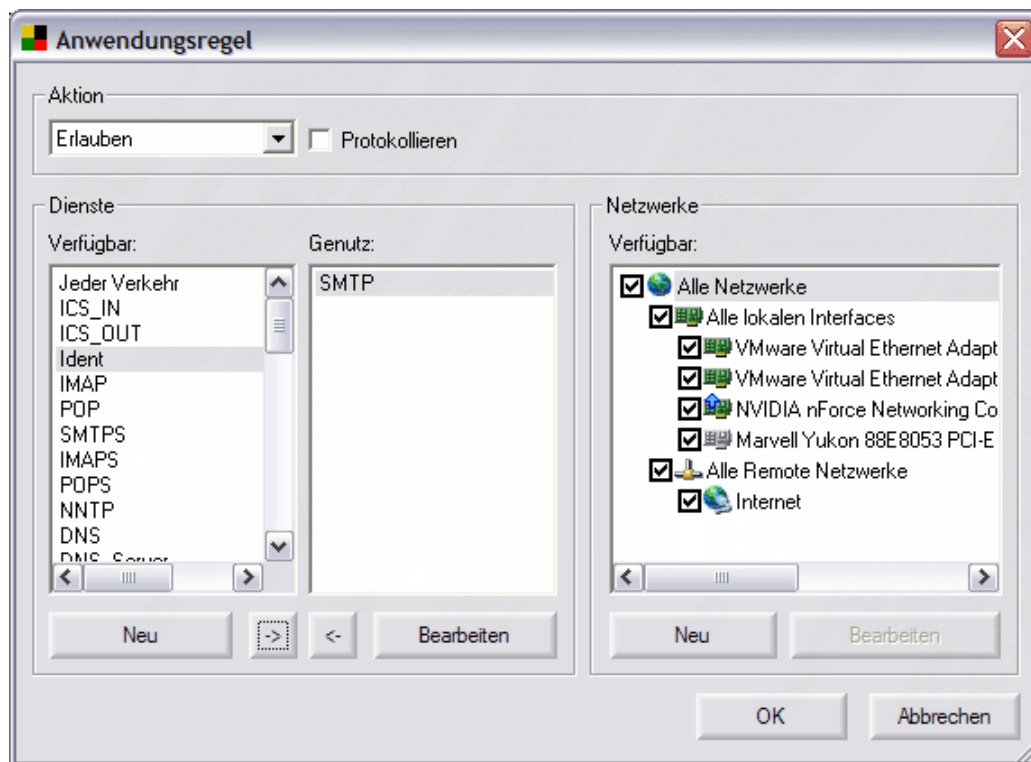 Anwendungsregel
Aktion
Erlauben
Protokollieren
Dienste
Verfügbar:
Genutz:
Jeder Verkehr
ICS_IN
ICS_OUT
Ident
IMAP
POP
SMTPS
IMAPS
POPS
NNTP
DNS
DNS_Server
SMTP
Neu
->
<-
Bearbeiten
Netzwerke
Verfügbar:
Alle Netzwerke
Alle lokalen Interfaces
VMware Virtual Ethernet Adapt
VMware Virtual Ethernet Adapt
NVIDIA nForce Networking Co
Marvell Yukon 88E8053 PCI-E
Alle Remote Netzwerke
Internet
Neu
Bearbeiten
OK
Abbrechen